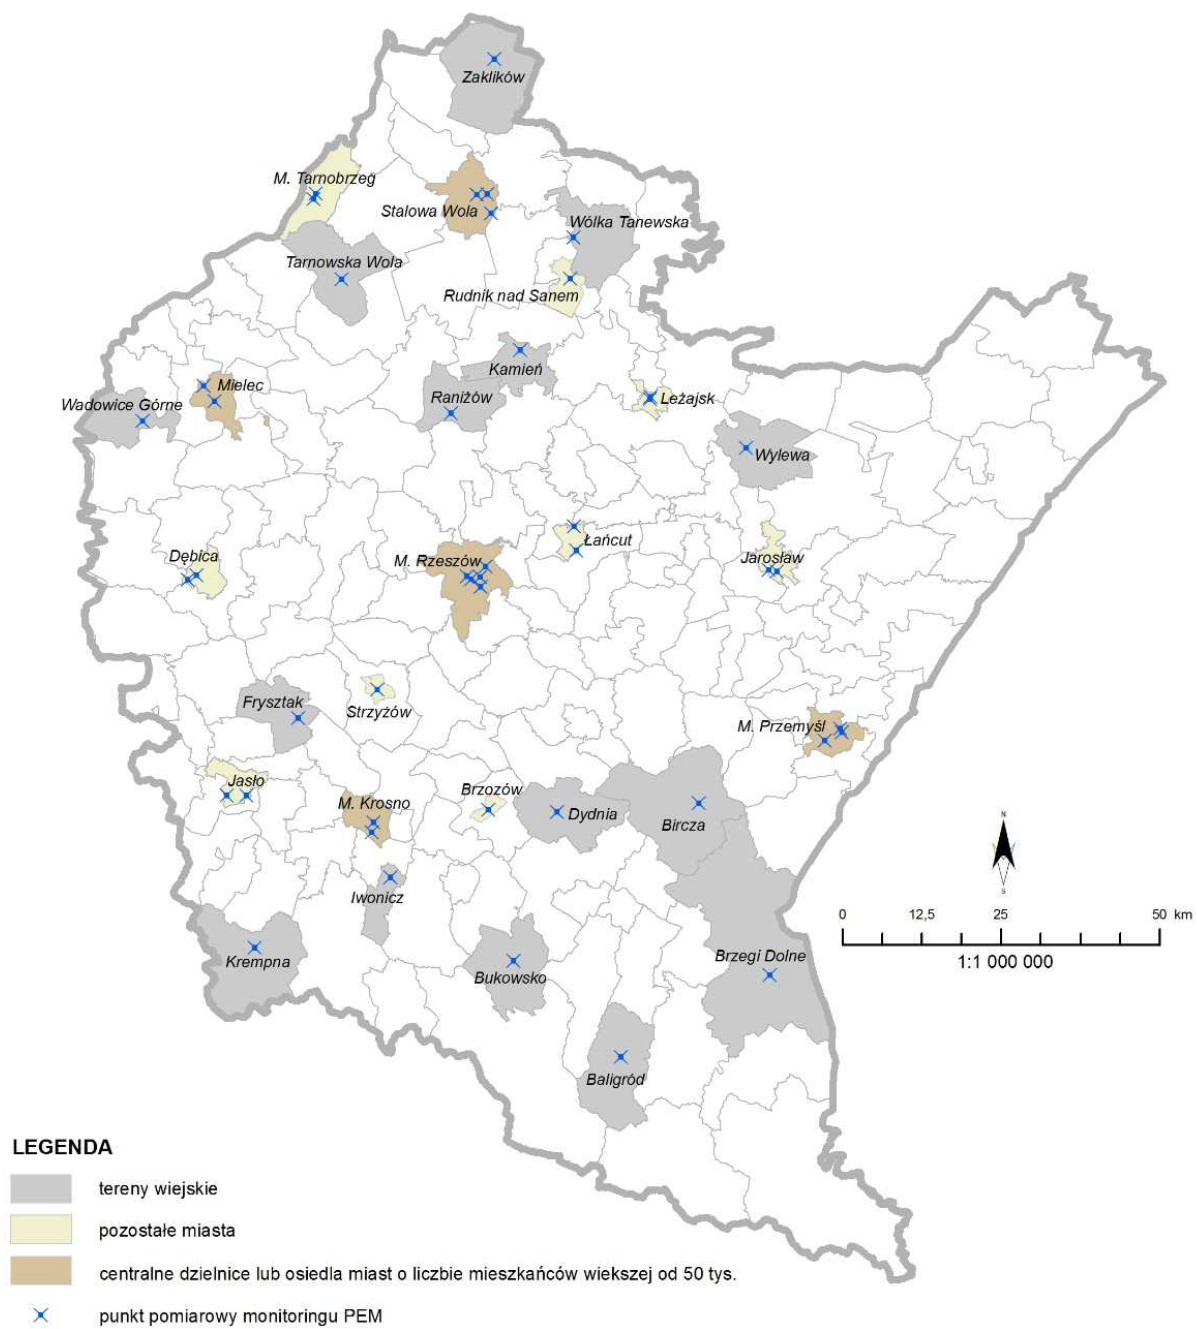 Zaklików
M. Tarnobrzeg
Stalowa Wola
Wólka Tanewska
Tarnowska Wola
Rudnik nad Sanem
Kamień
Mielec
Raniżów
Leżajsk
Wadowice Górne
Wylewa
Łańcut
Dębica
M. Rzeszów
Jarosław
Frysztak
Strzyżów
M. Przemyśl
Jasło
Brzozów
M. Krosno
Dydnia
Bircza
N
S
Iwonicz
0 12,5 25 50 km
Krempna
Brzegi Dolne
1:1 000 000
Bukowsko
Baligród
LEGENDA
tereny wiejskie
pozostałe miasta
centralne dzielnice lub osiedla miast o liczbie mieszkańców wiekszej od 50 tys.
punkt pomiarowy monitoringu PEM